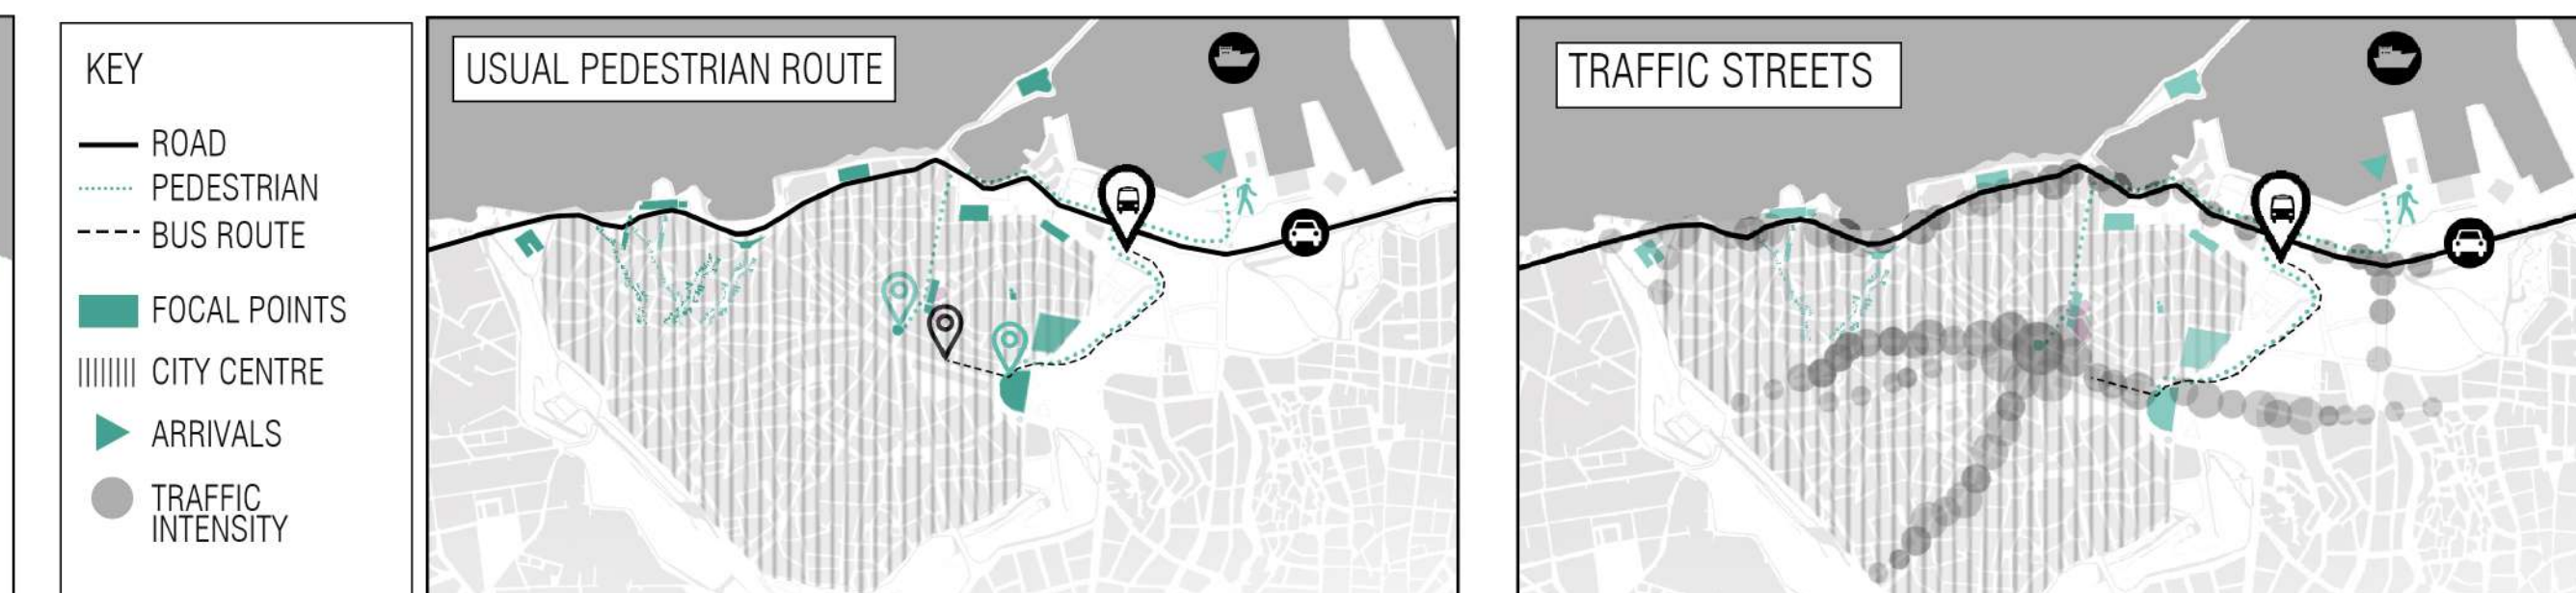 KEY
ROAD
PEDESTRIAN
BUS ROUTE
FOCAL POINTS
CITY CENTRE
ARRIVALS
TRAFFIC
INTENSITY
USUAL PEDESTRIAN ROUTE
TRAFFIC STREETS